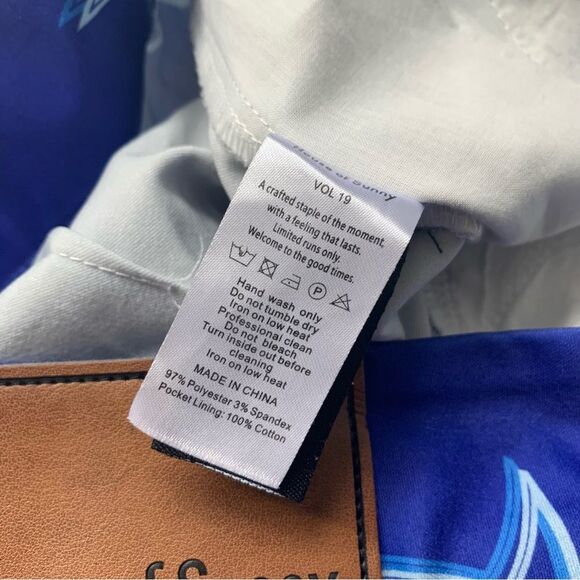 House of Sunny
VOL 19
A crafted staple of the moment,
with a feeling that lasts.
Limited runs only.
Welcome to the good times.
P
Hand wash only
Do not tumble dry
Iron on low heat
Professional clean
Do not bleach
Turn inside out before
cleaning
Iron on low heat
MADE IN CHINA
97% Polyester 3% Spandex
Pocket Lining: 100% Cotton